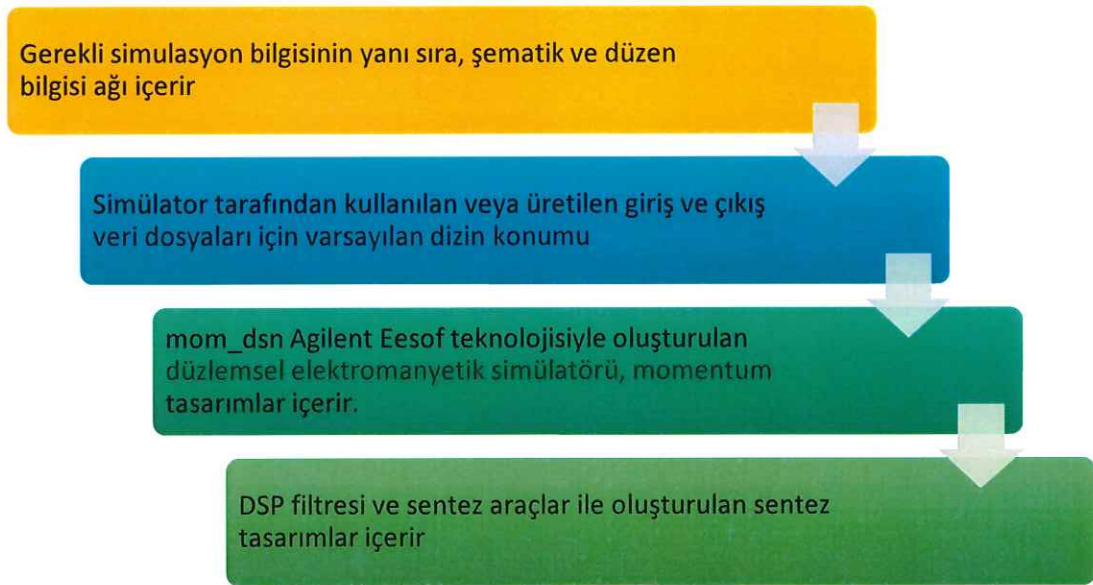 Gerekli simulasyon bilgisinin yanı sıra, şematik ve düzen
bilgisi ağı içerir
Simülator tarafından kullanılan veya üretilen giriş ve çıkış
veri dosyaları için varsayılan dizin konumu
mom_dsn Agilent Eesof teknolojisiyle oluşturulan
düzlemsel elektromanyetik simülatörü, momentum
tasarımlar içerir.
DSP filtresi ve sentez araçlar ile oluşturulan sentez
tasarımlar içerir